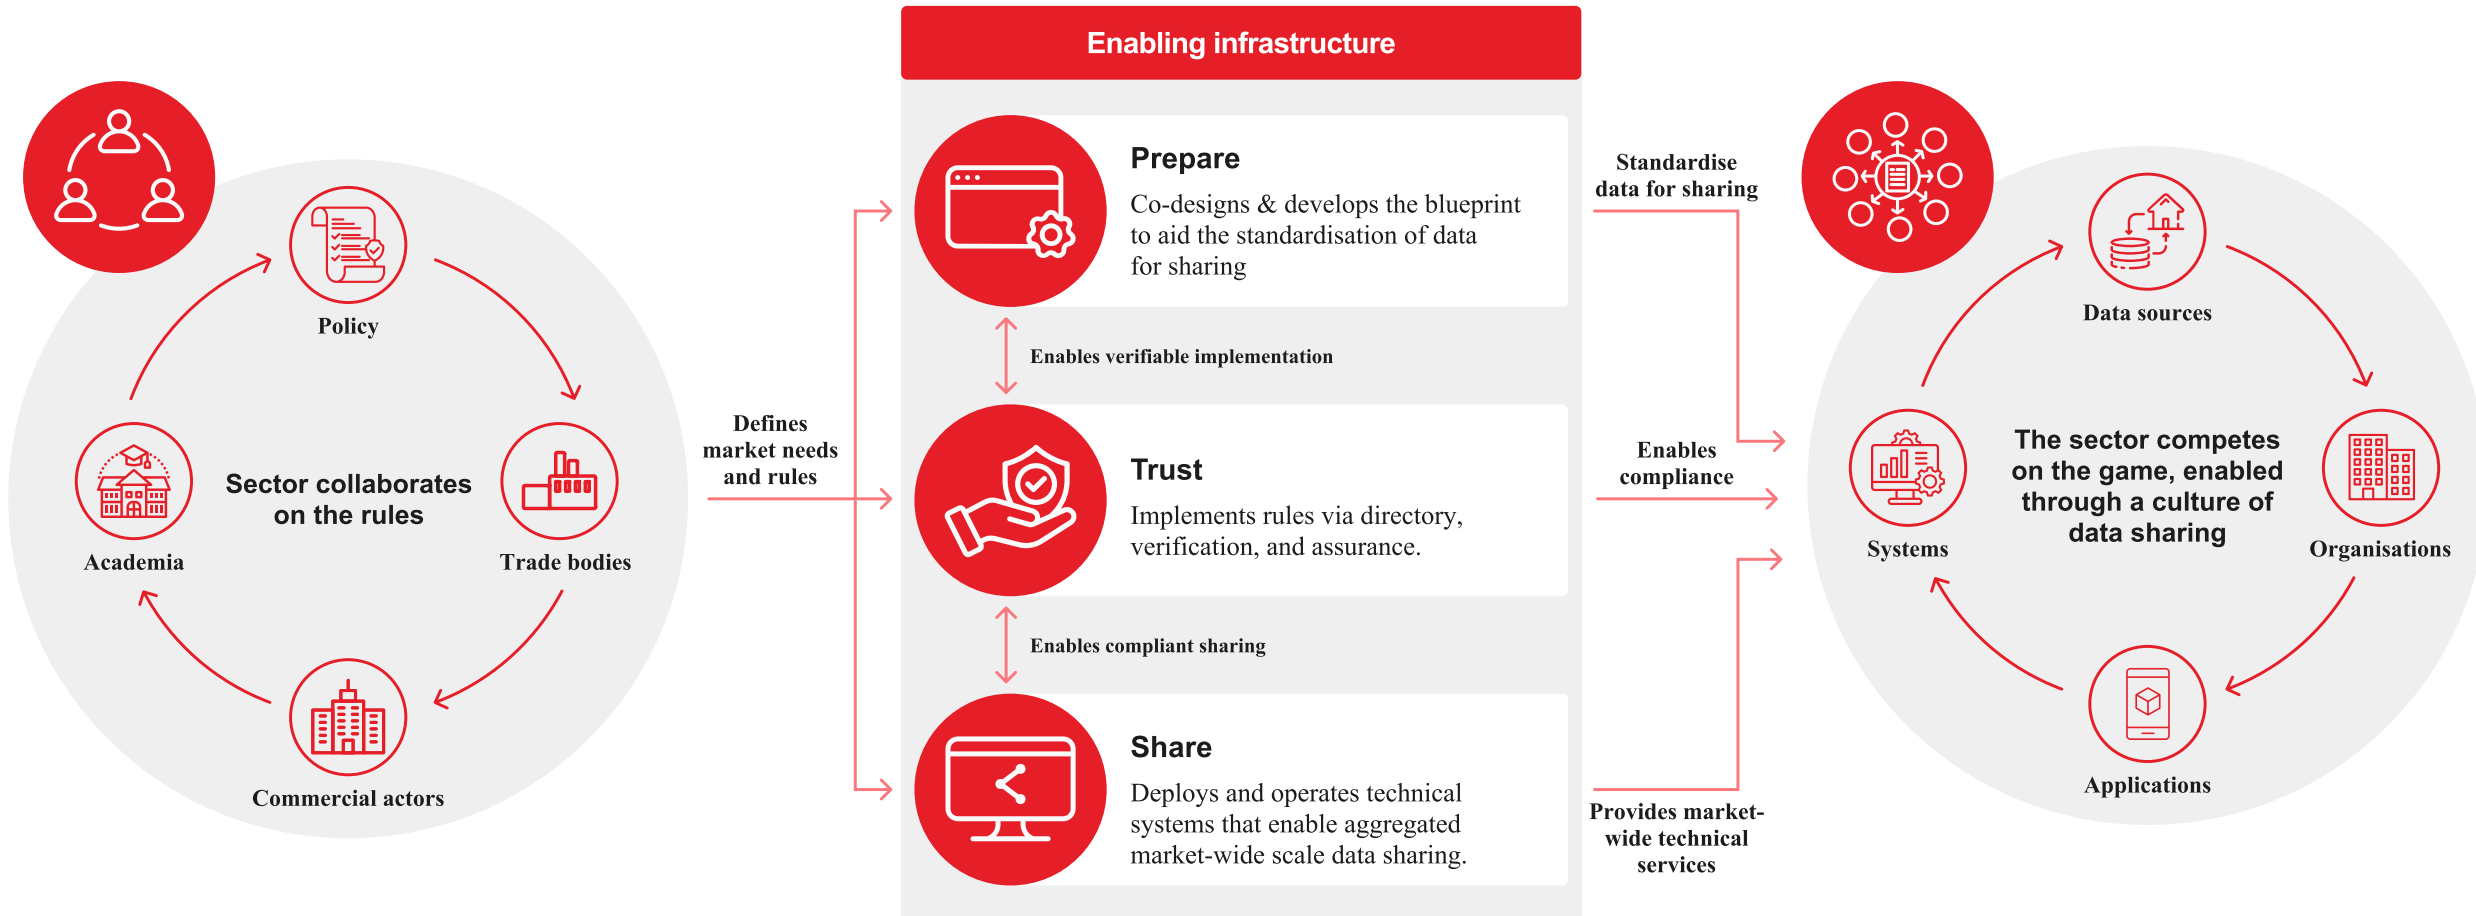 Enabling infrastructure
Policy
Academia
Sector collaborates
on the rules
Trade bodies
Commercial actors
Defines
market needs
and rules
Prepare
Co-designs & develops the blueprint
to aid the standardisation of data
for sharing
Enables verifiable implementation
Trust
Implements rules via directory,
verification, and assurance.
Enables compliant sharing
Share
Deploys and operates technical
systems that enable aggregated
market-wide scale data sharing.
Standardise
data for sharing
Enables
compliance
Provides market-
wide technical
services
Data sources
Systems
The sector competes
on the game, enabled
through a culture of
data sharing
Organisations
Applications